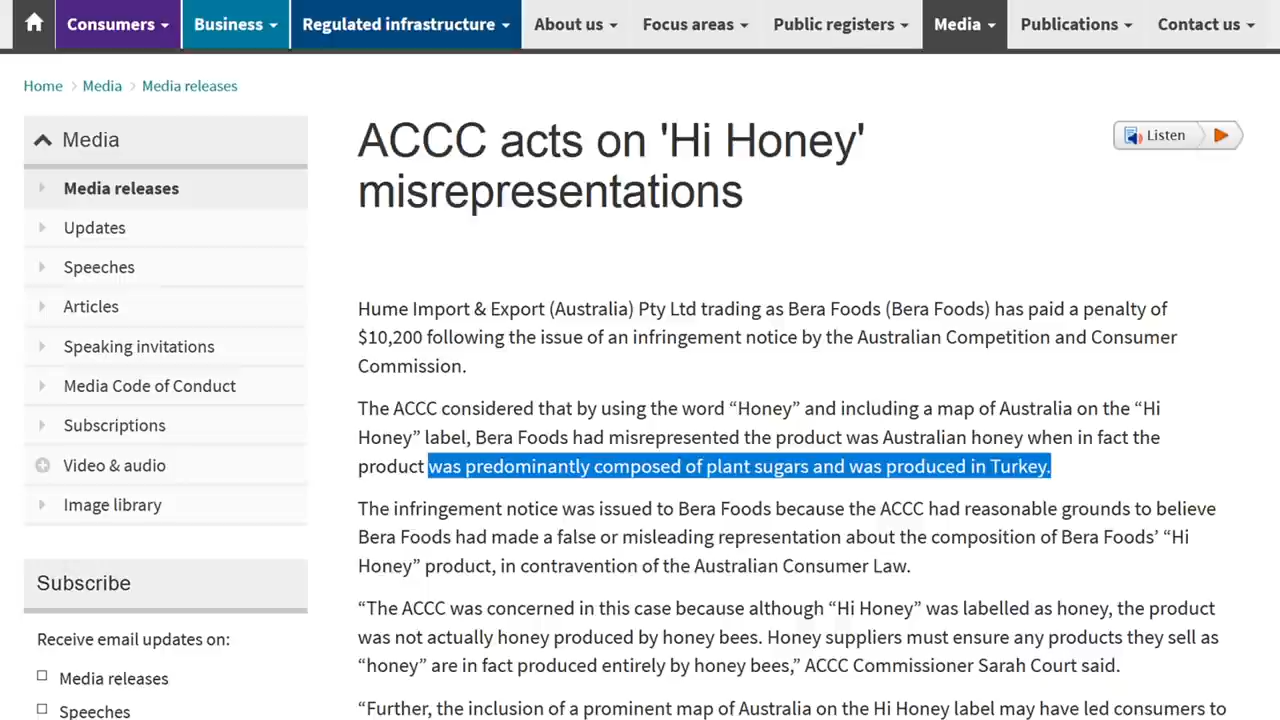 Consumers
Business
Regulated infrastructure
About us
Focus areas
Public registers
Media
Publications
Contact us
Home
Media
Media releases
Media
Media releases
Updates
Speeches
Articles
Speaking invitations
Media Code of Conduct
Subscriptions
Video & audio
Image library
Subscribe
Receive email updates on:
Media releases
Speeches
ACCC acts on 'Hi Honey'
misrepresentations
Listen
Hume Import & Export (Australia) Pty Ltd trading as Bera Foods (Bera Foods) has paid a penalty of
$10,200 following the issue of an infringement notice by the Australian Competition and Consumer
Commission.
The ACCC considered that by using the word “Honey” and including a map of Australia on the “Hi
Honey” label, Bera Foods had misrepresented the product was Australian honey when in fact the
product was predominantly composed of plant sugars and was produced in Turkey.
The infringement notice was issued to Bera Foods because the ACCC had reasonable grounds to believe
Bera Foods had made a false or misleading representation about the composition of Bera Foods’ “Hi
Honey” product, in contravention of the Australian Consumer Law.
“The ACCC was concerned in this case because although “Hi Honey” was labelled as honey, the product
was not actually honey produced by honey bees. Honey suppliers must ensure any products they sell as
“honey” are in fact produced entirely by honey bees,” ACCC Commissioner Sarah Court said.
“Further, the inclusion of a prominent map of Australia on the Hi Honey label may have led consumers to